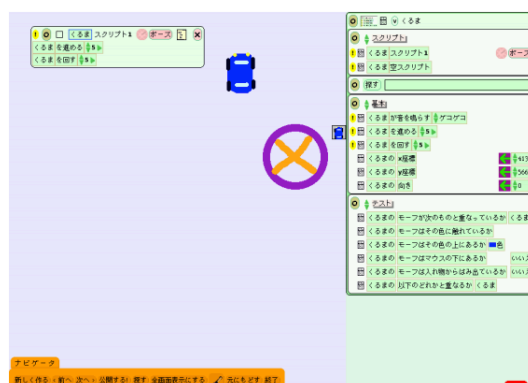 くるま スクリプト1 ポーズ
くるま を進める 5
くるま を回す 5
くるま
スクリプト
くるま スクリプト1 ポーズ
くるま 空スクリプト
探す
基本
くるま が音を鳴らす ゲコゲコ
くるま を進める 5
くるま を回す 5
くるまの x座標
くるまの y座標 566
くるまの 向き 0
テスト
くるまの モーフが次のものと重なっているか くるま
くるまの モーフはその色に触れているか
くるまの モーフはその色の上にあるか 色
くるまの モーフはマウスの下にあるか
くるまの モーフは入れ物からはみ出ているか
くるまの 以下のどれかと重なるか くるま
ナビゲータ
新しく作る 前へ 次へ 公開する! 探す 全画面表示にする 元にもどす 終了